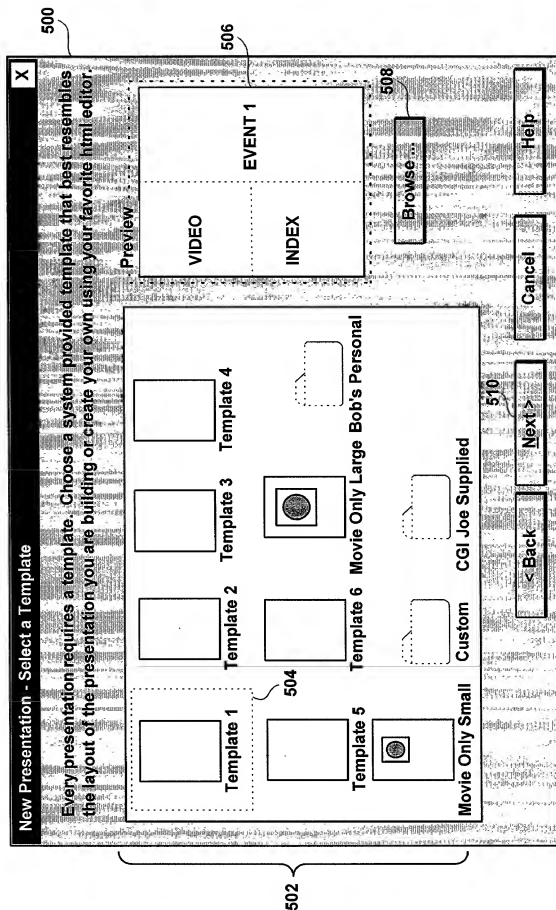 500
New Presentation - Select a Template
X
Every presentation requires a template. Choose a system provided template that best resembles
the layout of the presentation you are building or create your own using your favorite html editor.
Template 1
Template 2
Template 3
Template 4
Template 5
Template 6
Movie Only Large
Bob's Personal
Movie Only Small
Custom
CGI Joe Supplied
Preview
VIDEO
INDEX
EVENT 1
506
Browse ...
508
504
502
510
< Back
Next >
Cancel
Help